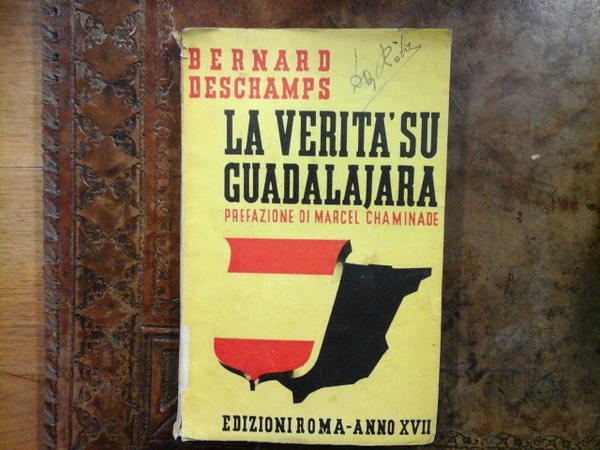 BERNARD
DESCHAMPS
LA VERITA' SU
GUADALAJARA
PREFAZIONE DI MARCEL CHAMINADE
EDIZIONI ROMA - ANNO XVII